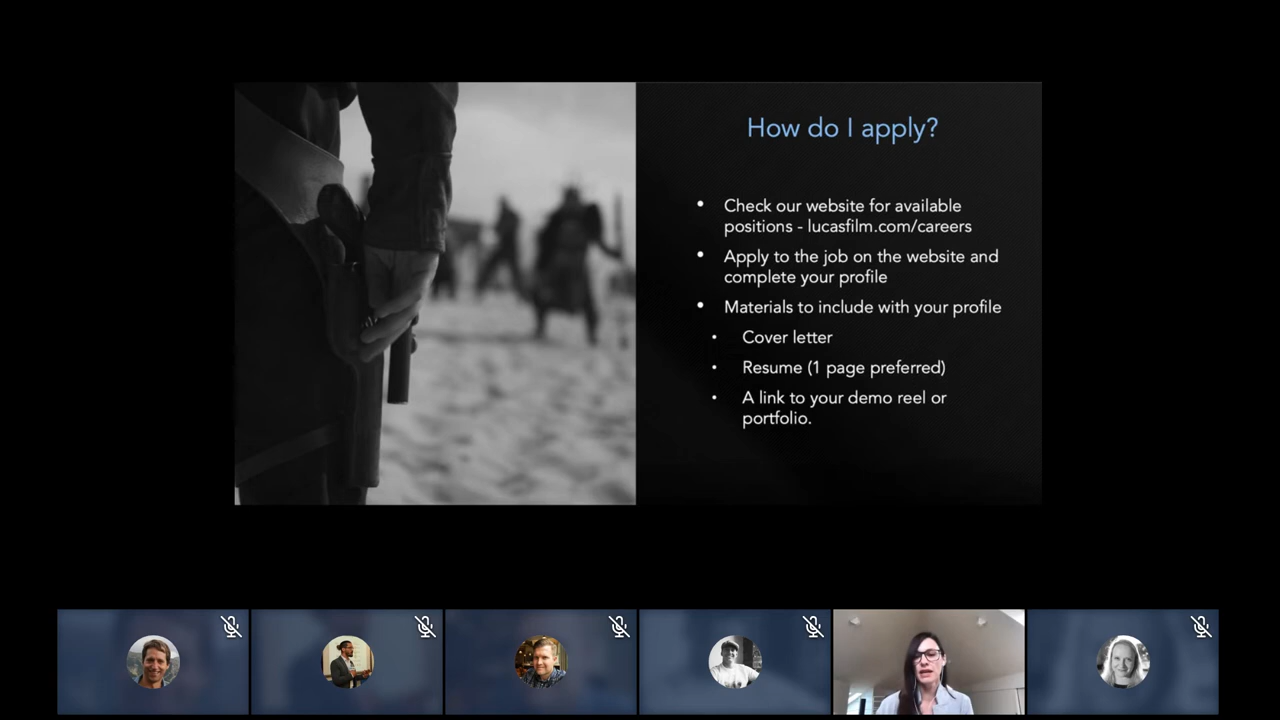 How do I apply?
• Check our website for available
positions - lucasfilm.com/careers
• Apply to the job on the website and
complete your profile
• Materials to include with your profile
• Cover letter
• Resume (1 page preferred)
• A link to your demo reel or
portfolio.